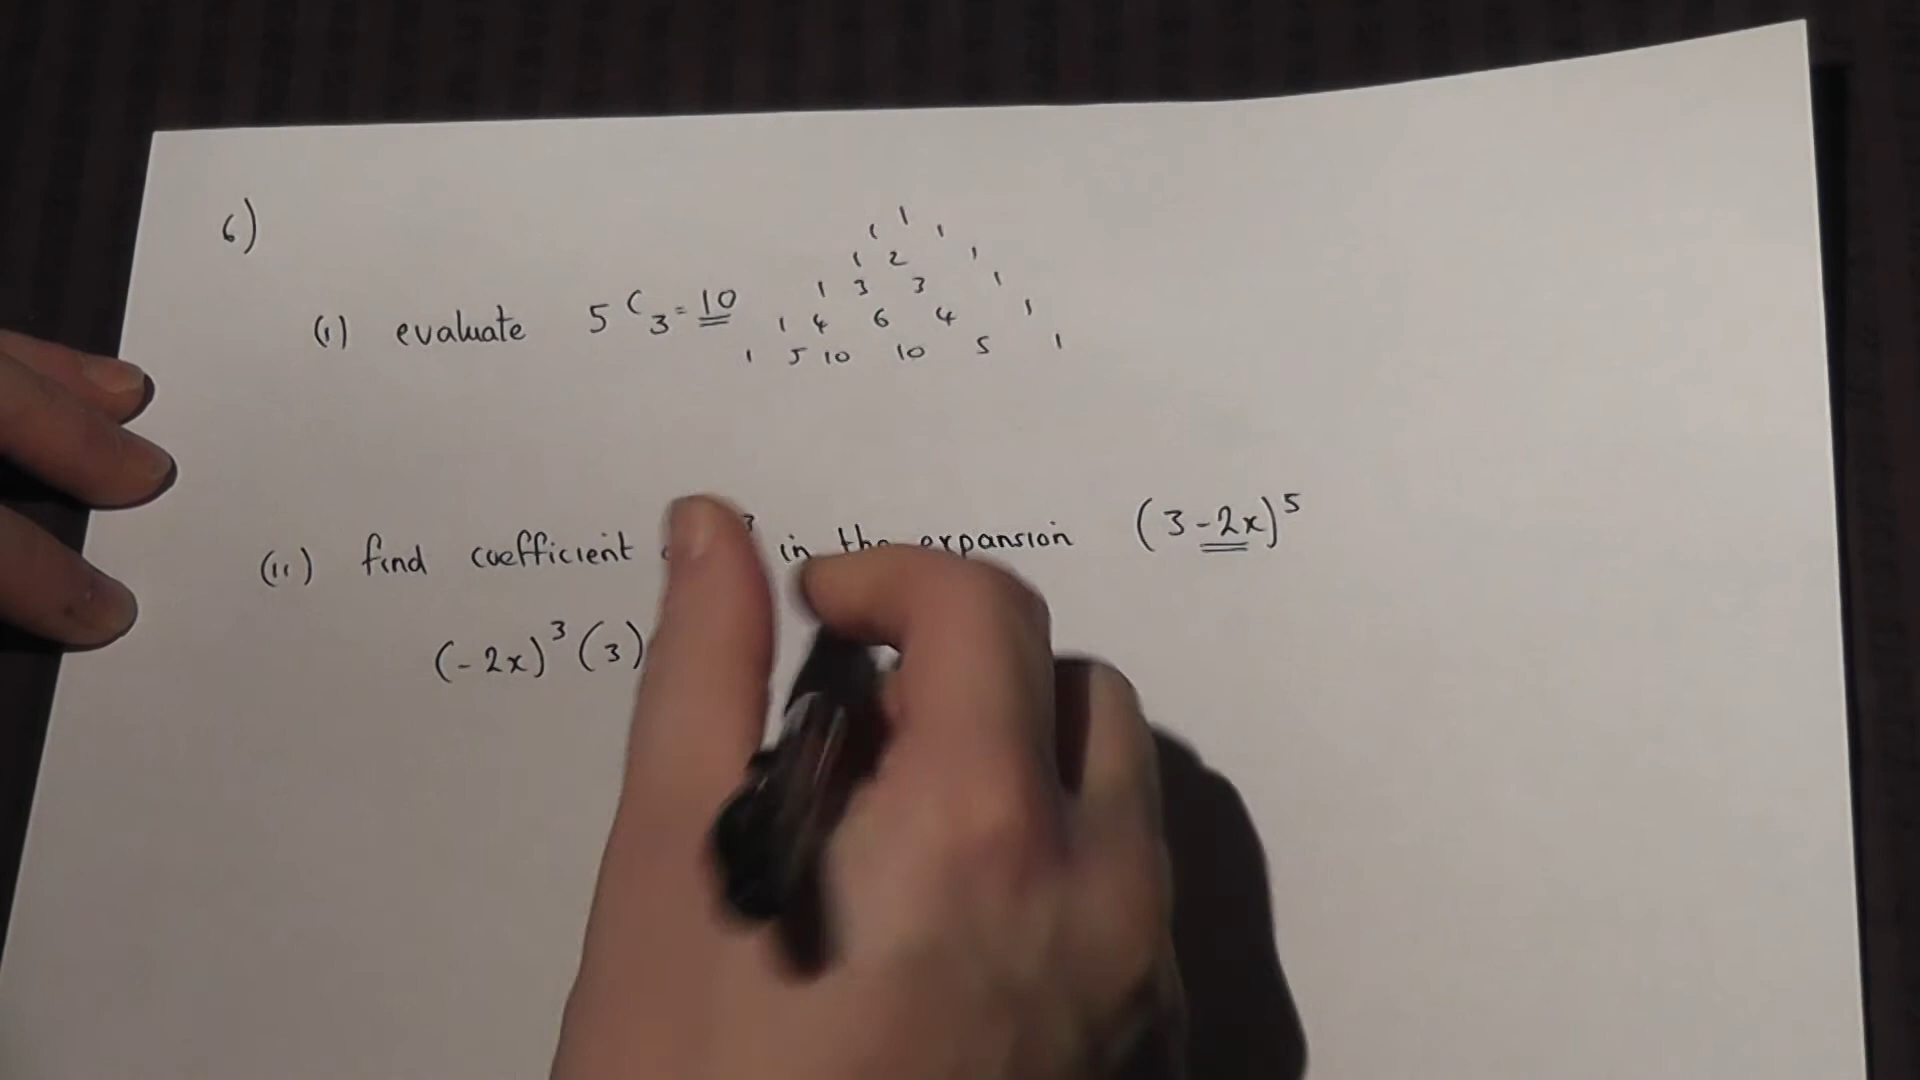 6)
1
1 1
1 2 1
1 3 3 1
(i) evaluate 5C3 = 10
1 4 6 4 1
1 5 10 10 5 1
(ii) find coefficient 3 in the expansion (3-2x)^5
(-2x)^3 (3)